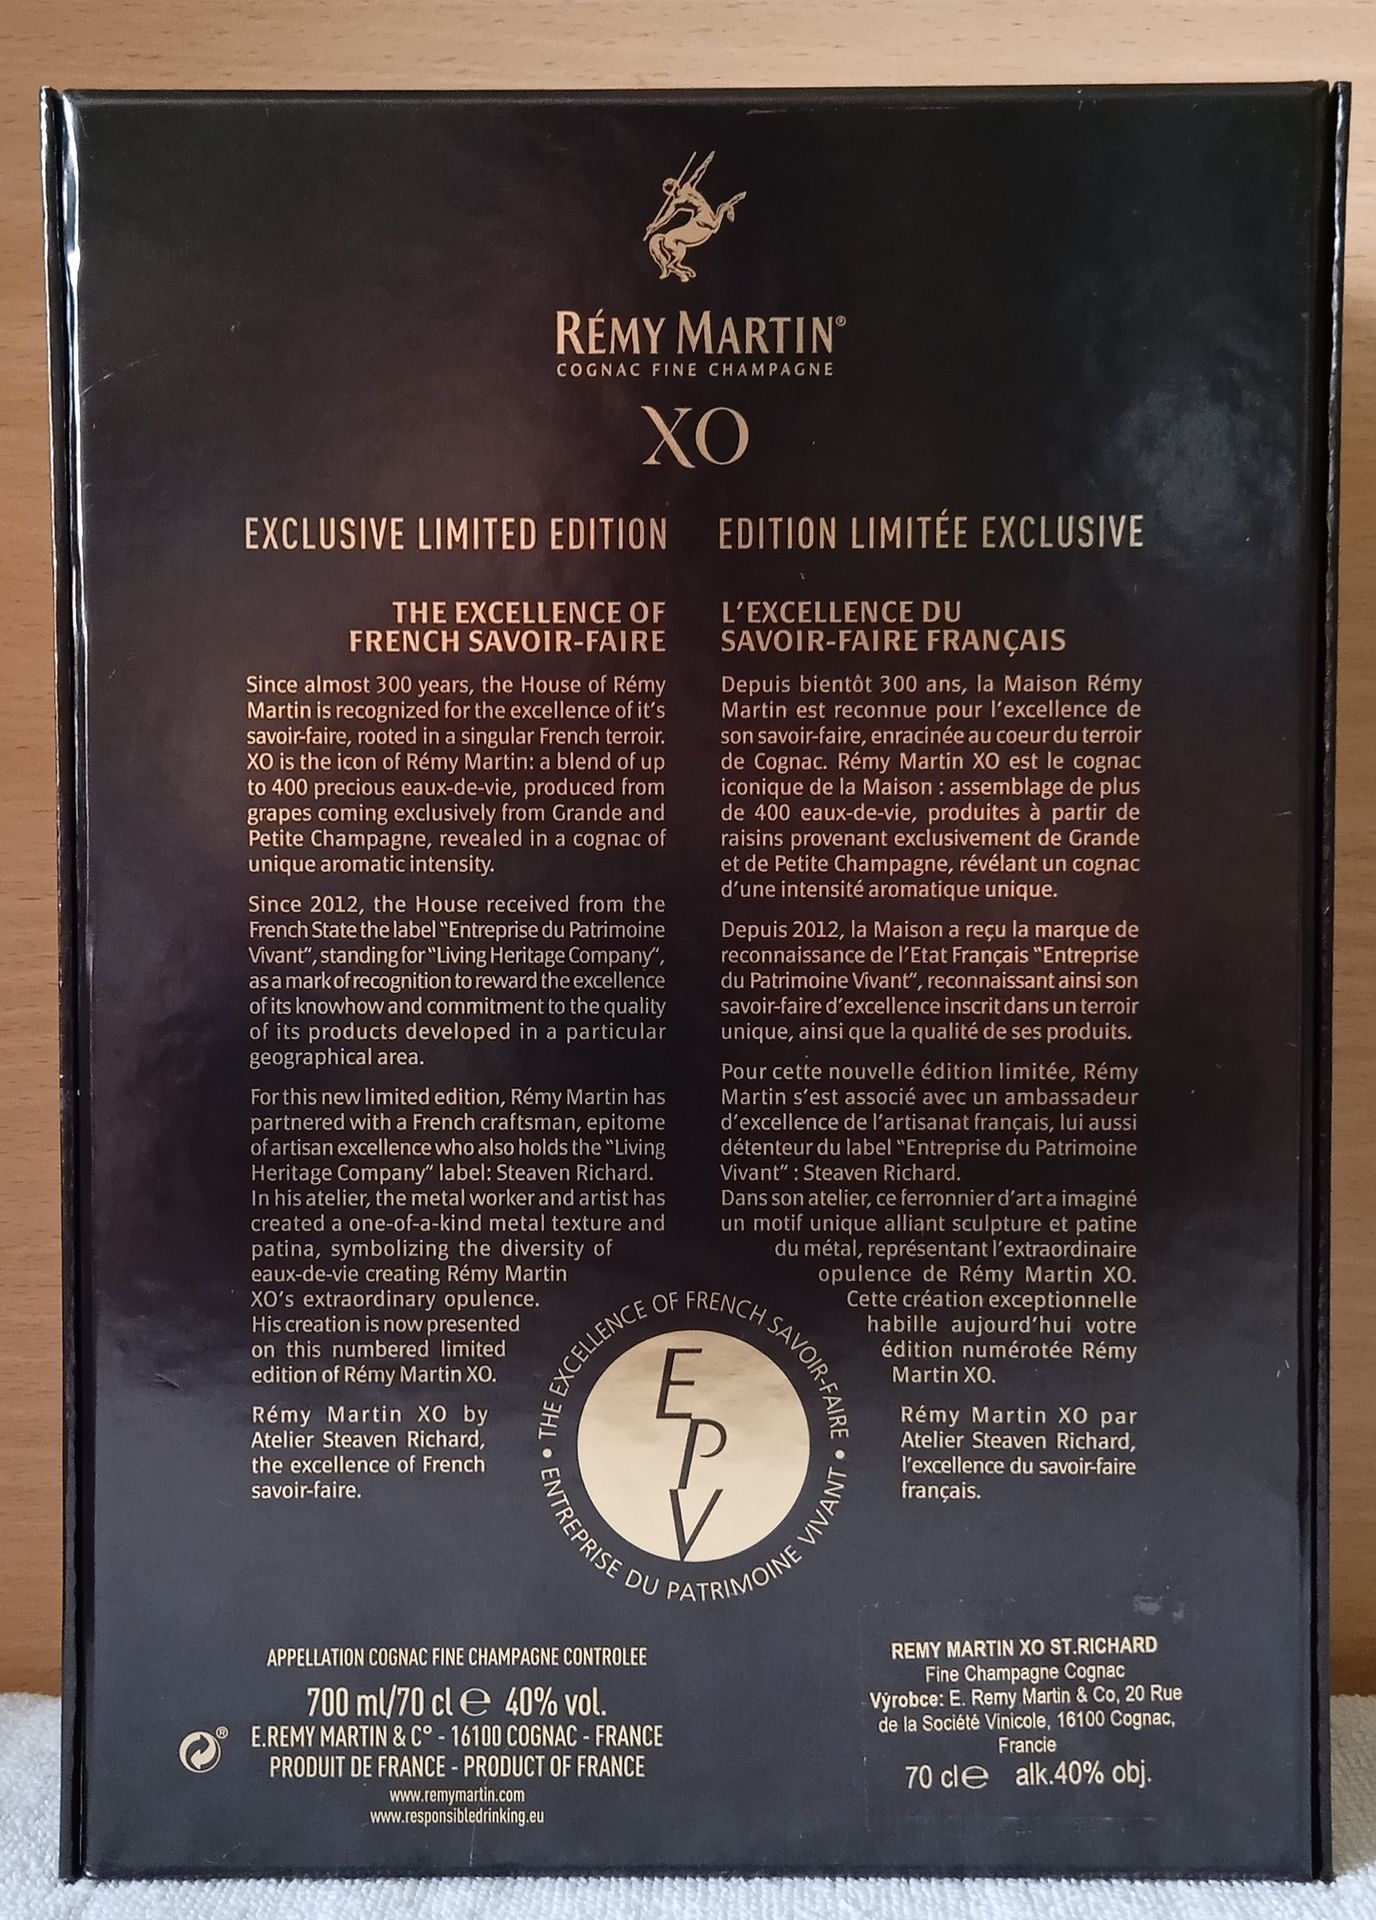 RÉMY MARTIN®
COGNAC FINE CHAMPAGNE
XO
EXCLUSIVE LIMITED EDITION
THE EXCELLENCE OF
FRENCH SAVOIR-FAIRE
Since almost 300 years, the House of Rémy
Martin is recognized for the excellence of it's
savoir-faire, rooted in a singular French terroir.
XO is the icon of Rémy Martin: a blend of up
to 400 precious eaux-de-vie, produced from
grapes coming exclusively from Grande and
Petite Champagne, revealed in a cognac of
unique aromatic intensity.
Since 2012, the House received from the
French State the label "Entreprise du Patrimoine
Vivant", standing for "Living Heritage Company",
as a mark of recognition to reward the excellence
of its knowhow and commitment to the quality
of its products developed in a particular
geographical area.
For this new limited edition, Rémy Martin has
partnered with a French craftsman, epitome
of artisan excellence who also holds the "Living
Heritage Company" label: Steaven Richard.
In his atelier, the metal worker and artist has
created a one-of-a-kind metal texture and
patina, symbolizing the diversity of
eaux-de-vie creating Rémy Martin
XO's extraordinary opulence.
His creation is now presented
on this numbered limited
edition of Rémy Martin XO.
Rémy Martin XO by
Atelier Steaven Richard,
the excellence of French
savoir-faire.
EDITION LIMITÉE EXCLUSIVE
L'EXCELLENCE DU
SAVOIR-FAIRE FRANÇAIS
Depuis bientôt 300 ans, la Maison Rémy
Martin est reconnue pour l'excellence de
son savoir-faire, enracinée au coeur du terroir
de Cognac. Rémy Martin XO est le cognac
iconique de la Maison : assemblage de plus
de 400 eaux-de-vie, produites à partir de
raisins provenant exclusivement de Grande
et de Petite Champagne, révélant un cognac
d'une intensité aromatique unique.
Depuis 2012, la Maison a reçu la marque de
reconnaissance de l'Etat Français "Entreprise
du Patrimoine Vivant", reconnaissant ainsi son
savoir-faire d'excellence inscrit dans un terroir
unique, ainsi que la qualité de ses produits.
Pour cette nouvelle édition limitée, Rémy
Martin s'est associé avec un ambassadeur
d'excellence de l'artisanat français, lui aussi
détenteur du label "Entreprise du Patrimoine
Vivant" : Steaven Richard.
Dans son atelier, ce ferronnier d'art a imaginé
un motif unique alliant sculpture et patine
du métal, représentant l'extraordinaire
opulence de Rémy Martin XO.
Cette création exceptionnelle
habille aujourd'hui votre
édition numérotée Rémy
Martin XO.
Rémy Martin XO par
Atelier Steaven Richard,
l'excellence du savoir-faire
français.
• THE EXCELLENCE OF FRENCH SAVOIR-FAIRE •
ENTREPRISE DU PATRIMOINE VIVANT
E
P
V
APPELLATION COGNAC FINE CHAMPAGNE CONTROLEE
700 ml/70 cl ℮ 40% vol.
E.REMY MARTIN & C° - 16100 COGNAC - FRANCE
PRODUIT DE FRANCE - PRODUCT OF FRANCE
www.remymartin.com
www.responsibledrinking.eu
REMY MARTIN XO ST.RICHARD
Fine Champagne Cognac
Výrobce: E. Remy Martin & Co, 20 Rue
de la Société Vinicole, 16100 Cognac,
Francie
70 cl℮ alk.40% obj.